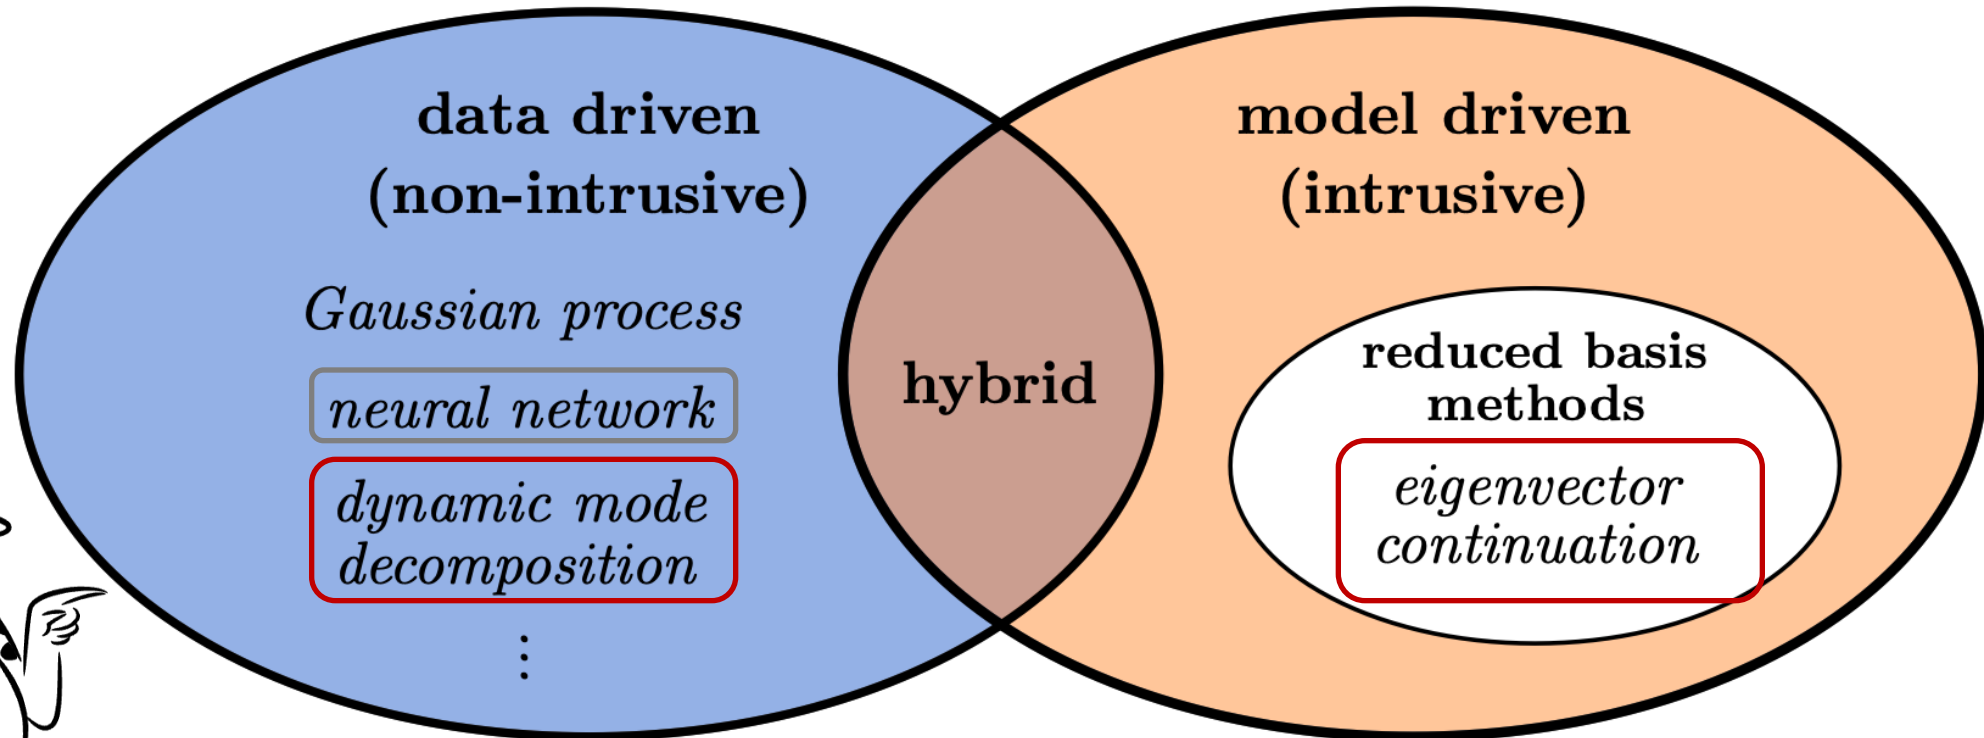 data driven
(non-intrusive)
Gaussian process
neural network
dynamic mode
decomposition
⋮
hybrid
model driven
(intrusive)
reduced basis
methods
eigenvector
continuation